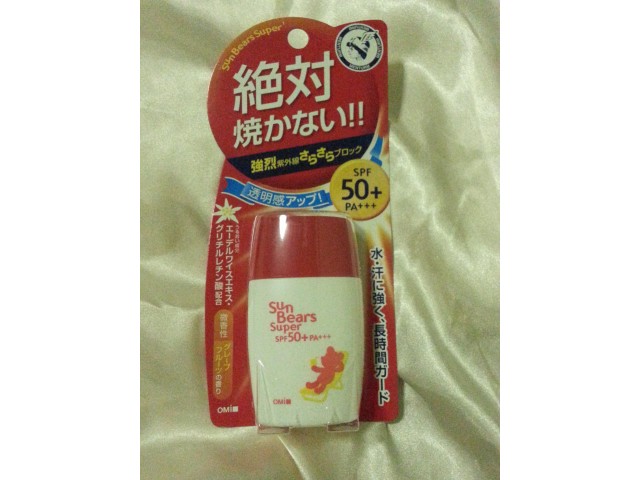 Sun Bears Super
絶対
焼かない!!
強烈紫外線さらさらブロック
SPF
50+
PA+++
透明感アップ!
エーデルワイスエキス・
グリチルレチン酸配合
微香性
グレープ
フルーツの香り
水・汗に強く、長時間ガード
Sun
Bears
Super
SPF50+PA+++
OMI
OMI